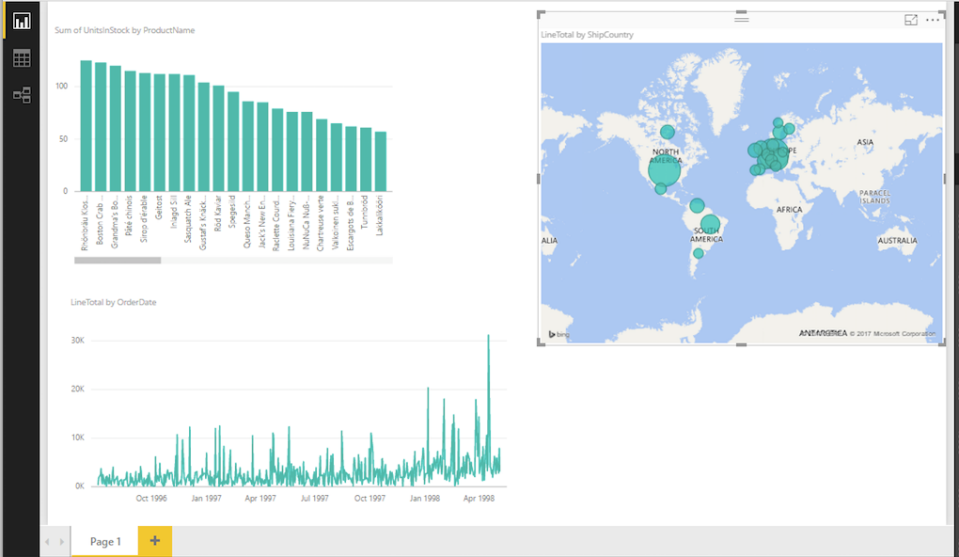 Sum of UnitsInStock by ProductName
100
50
0
Rhönbräu Klos...
Boston Crab ...
Grandma's Bo...
Pâté chinois
Sirop d'érable
Geitost
Inlagd Sill
Sasquatch Ale
Gustaf's Knäck...
Röd Kaviar
Spegesild
Queso Manch...
Jack's New En...
Raclette Courd...
Louisiana Fiery...
NuNuCa Nuß-...
Chartreuse verte
Valkoinen sukl...
Escargots de B...
Tunnbröd
Lakkalikööri
LineTotal by ShipCountry
NORTH
AMERICA
PE
ASIA
PARACEL
ISLANDS
AFRICA
SOUTH
AMERICA
ALIA
AUSTRALIA
bing
ANTARCTICA © 2017 Microsoft Corporation
LineTotal by OrderDate
30K
20K
10K
0K
Oct 1996
Jan 1997
Apr 1997
Jul 1997
Oct 1997
Jan 1998
Apr 1998
Page 1
+